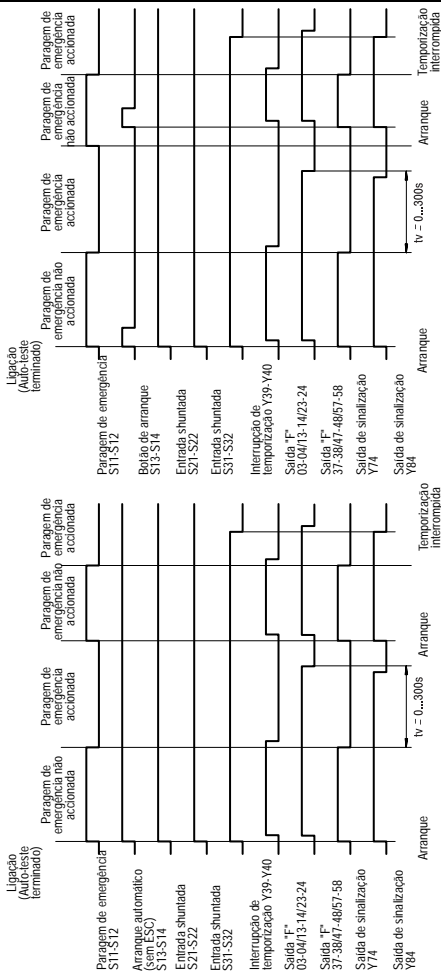 Ligação
(Auto-teste
terminado)
Paragem de
emergência não
accionada
Paragem de
emergência
accionada
Paragem de
emergência não
accionada
Paragem de
emergência
accionada
Paragem de emergência
S11-S12
Arranque automático
(sem ESC)
S13-S14
Entrada shuntada
S21-S22
Entrada shuntada
S31-S32
Interrupção de
temporização Y39-Y40
Saída "F"
03-04/13-14/23-24
Saída "F"
37-38/47-48/57-58
Saída de sinalização
Y74
Saída de sinalização
Y84
Arranque
tv = 0...300s
Arranque
Temporização
interrompida
Ligação
(Auto-teste
terminado)
Paragem de
emergência não
accionada
Paragem de
emergência
accionada
Paragem de
emergência
não accionada
Paragem de
emergência
accionada
Paragem de emergência
S11-S12
Botão de arranque
S13-S14
Entrada shuntada
S21-S22
Entrada shuntada
S31-S32
Interrupção de
temporização Y39-Y40
Saída "F"
03-04/13-14/23-24
Saída "F"
37-38/47-48/57-58
Saída de sinalização
Y74
Saída de sinalização
Y84
Arranque
tv = 0...300s
Arranque
Temporização
interrompida